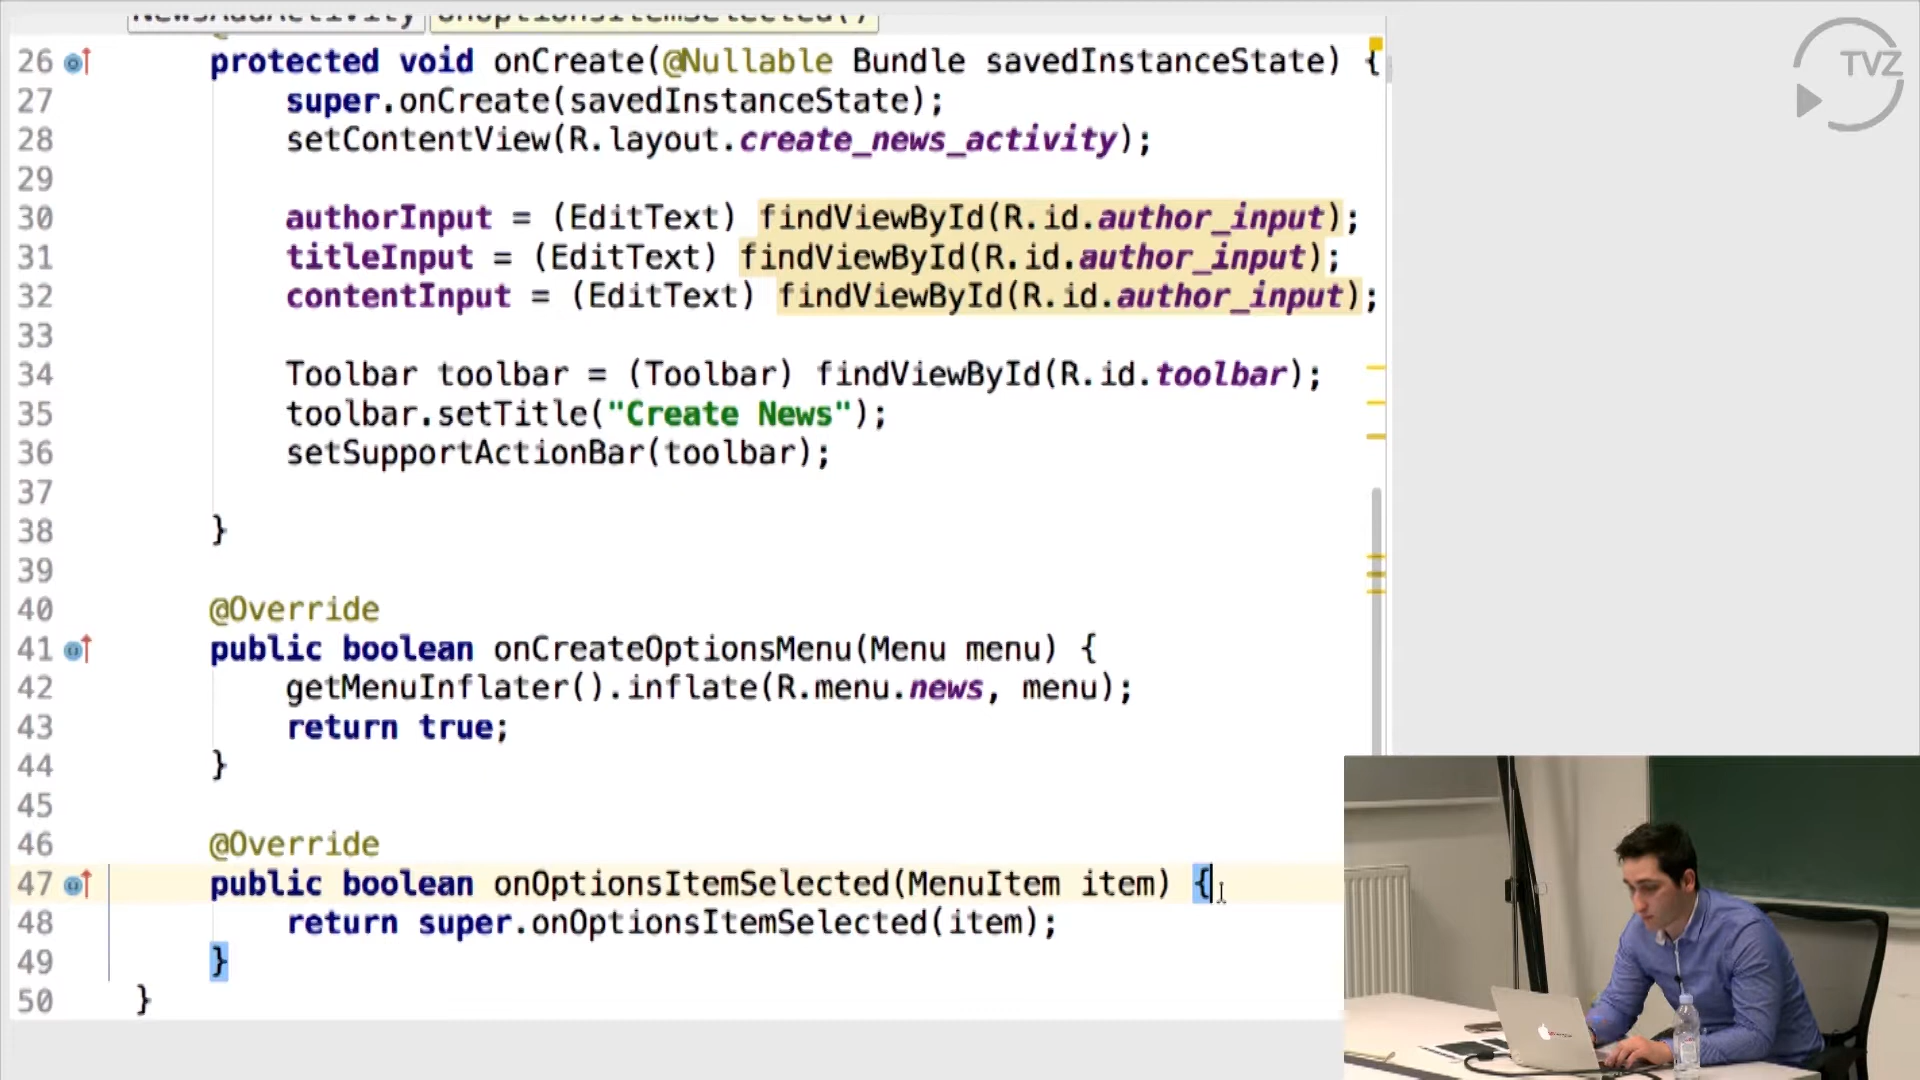 NewsAddActivity onOptionsItemSelected()
TVZ
26 protected void onCreate(@Nullable Bundle savedInstanceState) {
27 super.onCreate(savedInstanceState);
28 setContentView(R.layout.create_news_activity);
29
30 authorInput = (EditText) findViewById(R.id.author_input);
31 titleInput = (EditText) findViewById(R.id.author_input);
32 contentInput = (EditText) findViewById(R.id.author_input);
33
34 Toolbar toolbar = (Toolbar) findViewById(R.id.toolbar);
35 toolbar.setTitle("Create News");
36 setSupportActionBar(toolbar);
37
38 }
39
40 @Override
41 public boolean onCreateOptionsMenu(Menu menu) {
42 getMenuInflater().inflate(R.menu.news, menu);
43 return true;
44 }
45
46 @Override
47 public boolean onOptionsItemSelected(MenuItem item) {
48 return super.onOptionsItemSelected(item);
49 }
50 }